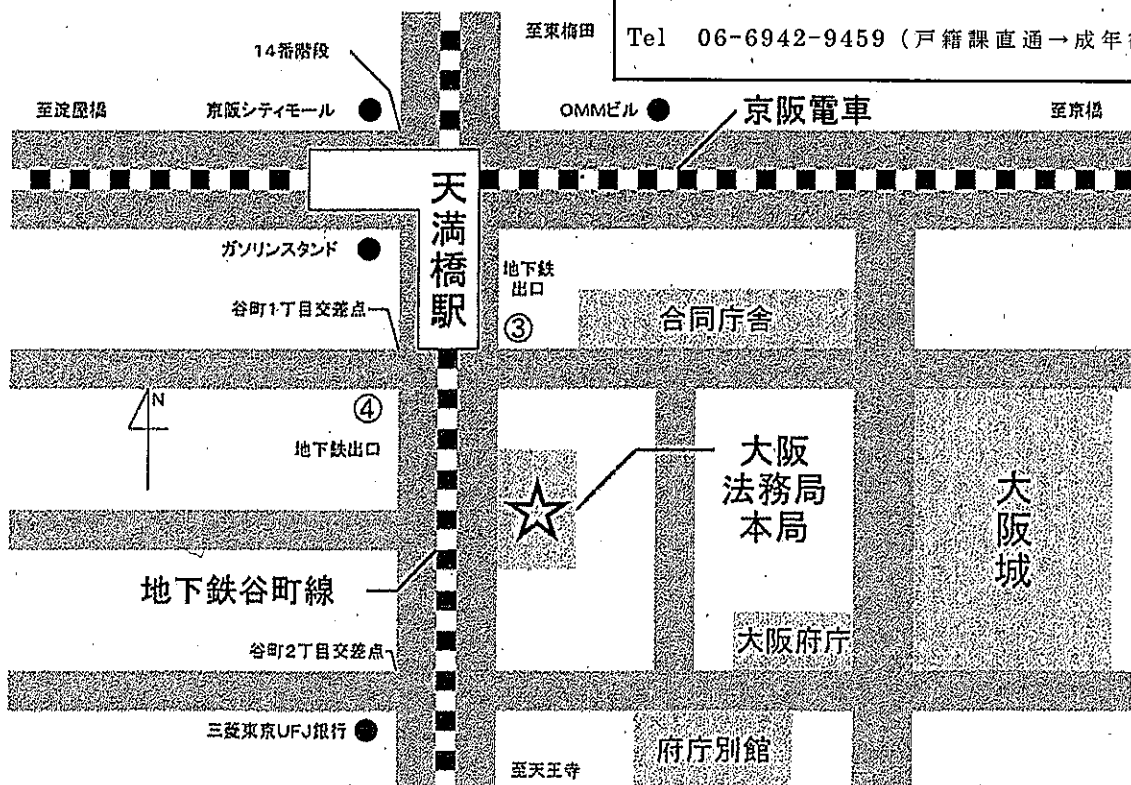 至東梅田
Tel 06-6942-9459 (戸籍課直通→成年
14番階段
至淀屋橋
京阪シティモール
OMMビル
京阪電車
至京橋
天満橋駅
ガソリンスタンド
地下鉄
出口
③
谷町1丁目交差点
合同庁舎
N
④
地下鉄出口
大阪
法務局
本局
大阪城
地下鉄谷町線
大阪府庁
谷町2丁目交差点
三菱東京UFJ銀行
府庁別館
至天王寺